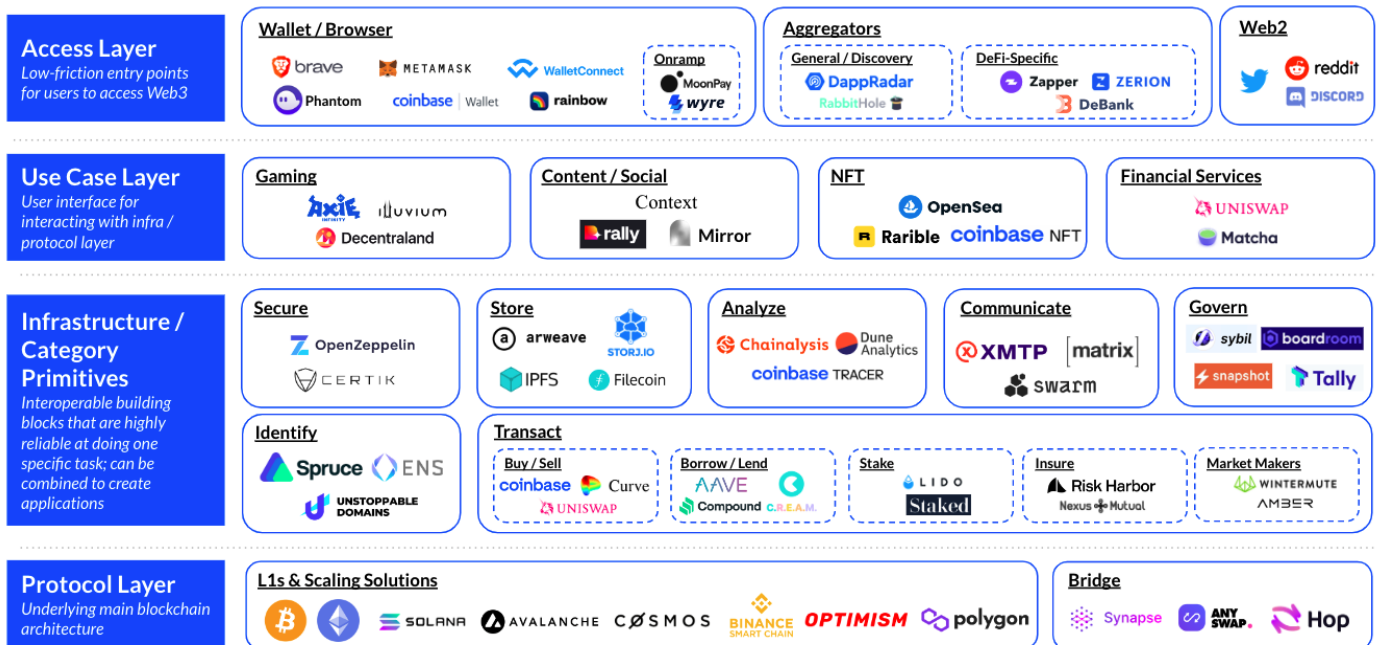 Access Layer
Low-friction entry points
for users to access Web3
Wallet / Browser
brave
METAMASK
WalletConnect
Phantom
coinbase | Wallet
rainbow
Onramp
MoonPay
wyre
Aggregators
General / Discovery
DappRadar
RabbitHole
DeFi-Specific
Zapper
ZERION
DeBank
Web2
reddit
DISCORD
Use Case Layer
User interface for
interacting with infra /
protocol layer
Gaming
AXIE
INFINITY
illuvium
Decentraland
Content / Social
Context
rally
Mirror
NFT
OpenSea
R
Rarible
coinbase NFT
Financial Services
UNISWAP
Matcha
Infrastructure /
Category
Primitives
Interoperable building
blocks that are highly
reliable at doing one
specific task; can be
combined to create
applications
Secure
OpenZeppelin
CERTIK
Store
a
arweave
STORJ.IO
IPFS
Filecoin
Analyze
Chainalysis
Dune
Analytics
coinbase TRACER
Communicate
XMTP
[matrix]
swarm
Govern
sybil
boardroom
snapshot
Tally
Identify
Spruce
ENS
UNSTOPPABLE
DOMAINS
Transact
Buy / Sell
coinbase
Curve
UNISWAP
Borrow / Lend
AAVE
Compound
C.R.E.A.M.
Stake
LIDO
Staked
Insure
Risk Harbor
Nexus Mutual
Market Makers
WINTERMUTE
AMBER
Protocol Layer
Underlying main blockchain
architecture
L1s & Scaling Solutions
SOLANA
AVALANCHE
COSMOS
BINANCE
SMART CHAIN
OPTIMISM
polygon
Bridge
Synapse
ANY
SWAP.
Hop